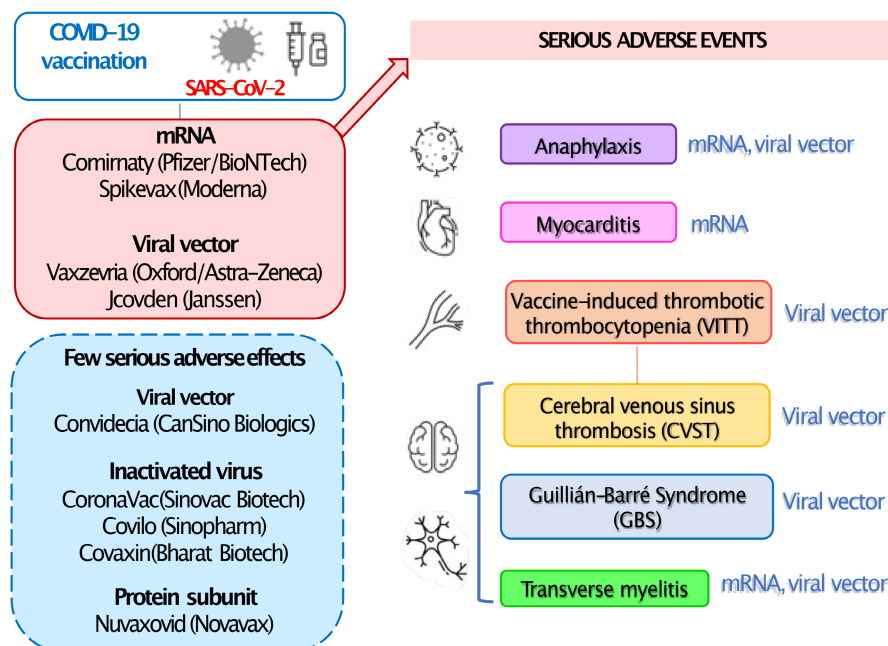 COVID-19
vaccination
SARS-CoV-2
mRNA
Comirnaty (Pfizer/BioNTech)
Spikevax (Moderna)
Viral vector
Vaxzevria (Oxford/Astra-Zeneca)
Jcovden (Janssen)
Few serious adverse effects
Viral vector
Convidecia (CanSino Biologics)
Inactivated virus
CoronaVac(Sinovac Biotech)
Covilo (Sinopharm)
Covaxin(Bharat Biotech)
Protein subunit
Nuvaxovid (Novavax)
SERIOUS ADVERSE EVENTS
Anaphylaxis
mRNA, viral vector
Myocarditis
mRNA
Vaccine-induced thrombotic
thrombocytopenia (VITT)
Viral vector
Cerebral venous sinus
thrombosis (CVST)
Viral vector
Guillián-Barré Syndrome
(GBS)
Viral vector
Transverse myelitis
mRNA, viral vector